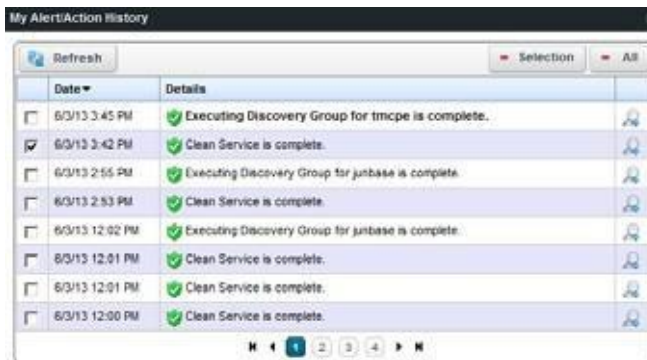 My Alert/Action History
Refresh
Selection
All
Date
Details
6/3/13 3:45 PM Executing Discovery Group for tmcpe is complete.
6/3/13 3:42 PM Clean Service is complete.
6/3/13 2:55 PM Executing Discovery Group for junbase is complete.
6/3/13 2:53 PM Clean Service is complete.
6/3/13 12:02 PM Executing Discovery Group for junbase is complete.
6/3/13 12:01 PM Clean Service is complete.
6/3/13 12:01 PM Clean Service is complete.
6/3/13 12:00 PM Clean Service is complete.
1 2 3 4